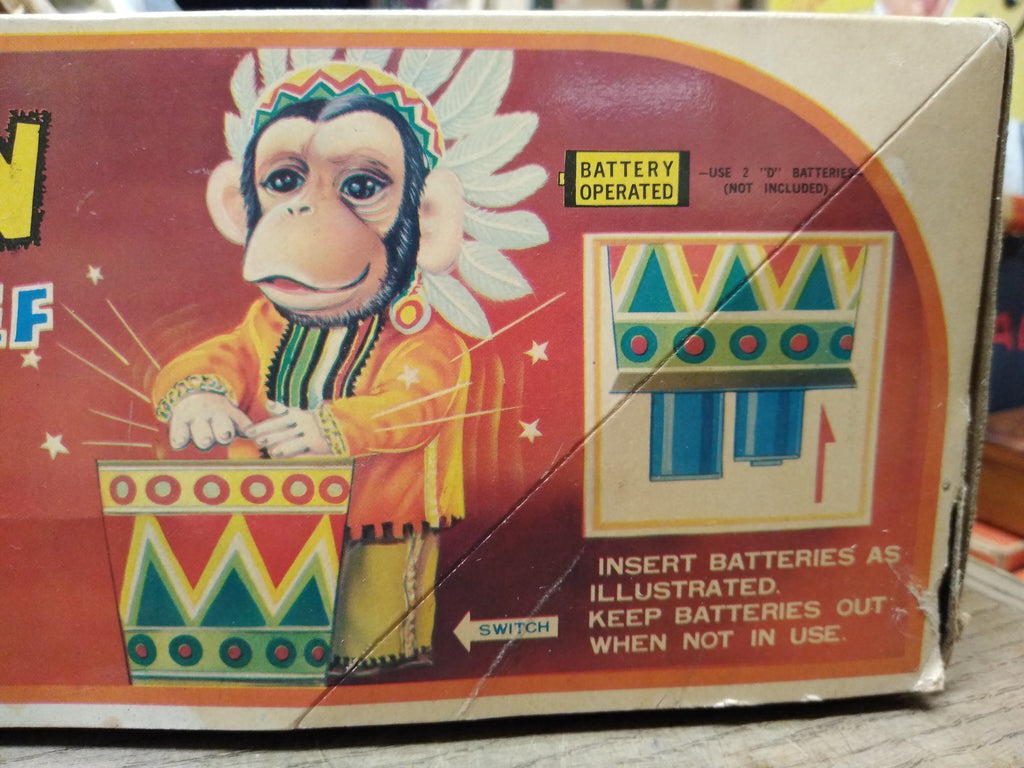 N
EF
BATTERY
OPERATED
—USE 2 "D" BATTERIES—
(NOT INCLUDED)
INSERT BATTERIES AS
ILLUSTRATED.
KEEP BATTERIES OUT
WHEN NOT IN USE.
SWITCH